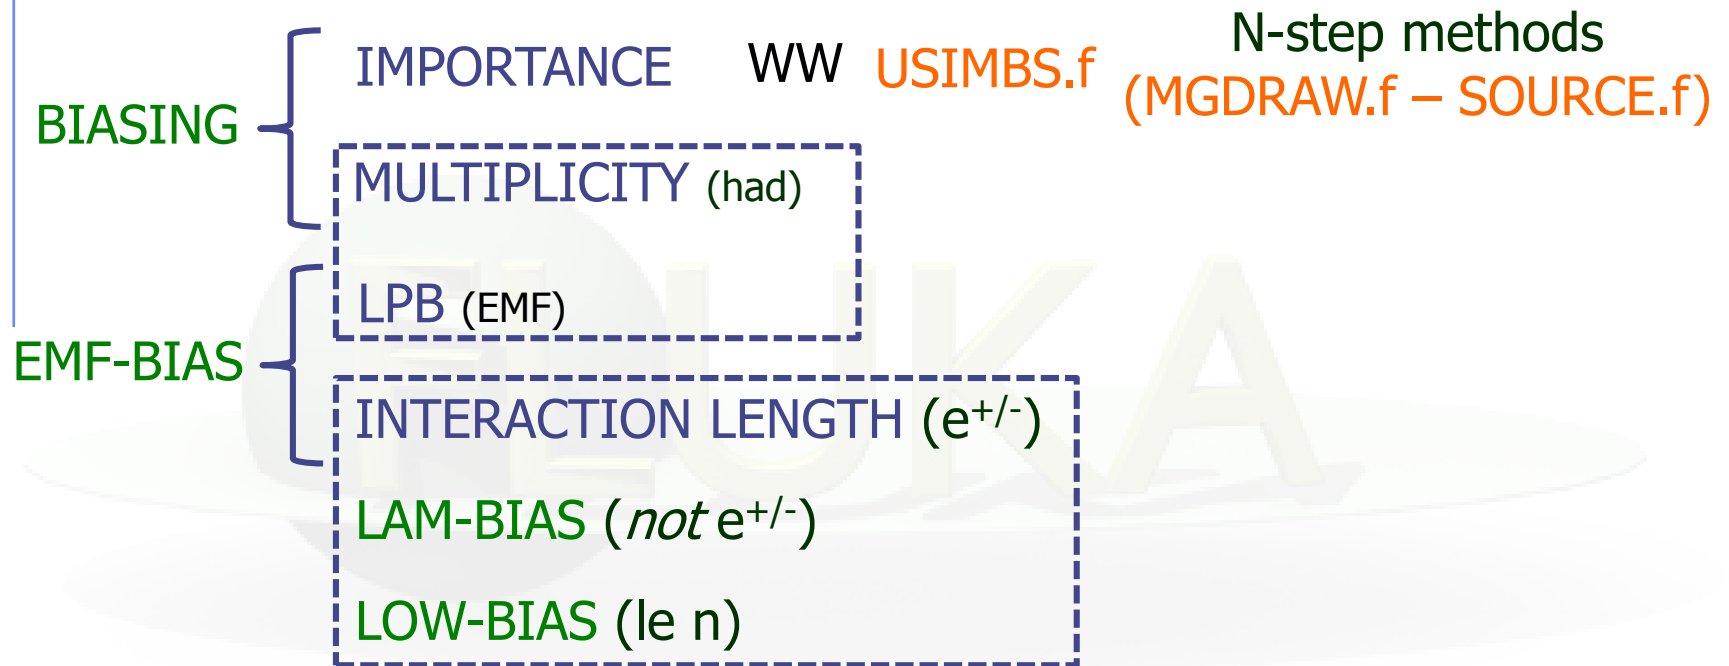 N-step methods
IMPORTANCE WW USIMBS.f (MGDRAW.f – SOURCE.f)
BIASING
MULTIPLICITY (had)
LPB (EMF)
EMF-BIAS
INTERACTION LENGTH (e+/-)
LAM-BIAS (not e+/-)
LOW-BIAS (le n)
FLUKA